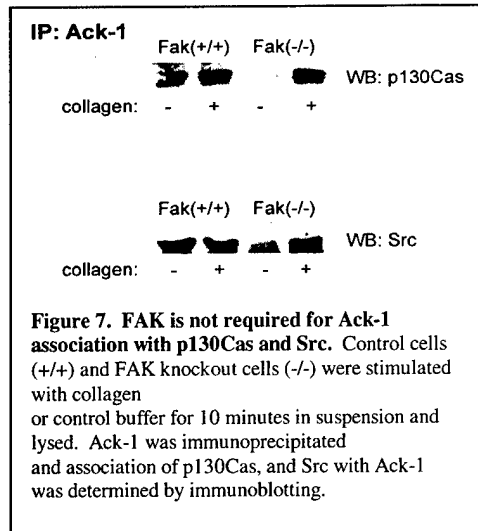 IP: Ack-1
Fak(+/+) Fak(-/-)
WB: p130Cas
collagen: - + - +
Fak(+/+) Fak(-/-)
WB: Src
collagen: - + - +
Figure 7. FAK is not required for Ack-1
association with p130Cas and Src. Control cells
(+/+) and FAK knockout cells (-/-) were stimulated
with collagen
or control buffer for 10 minutes in suspension and
lysed. Ack-1 was immunoprecipitated
and association of p130Cas, and Src with Ack-1
was determined by immunoblotting.